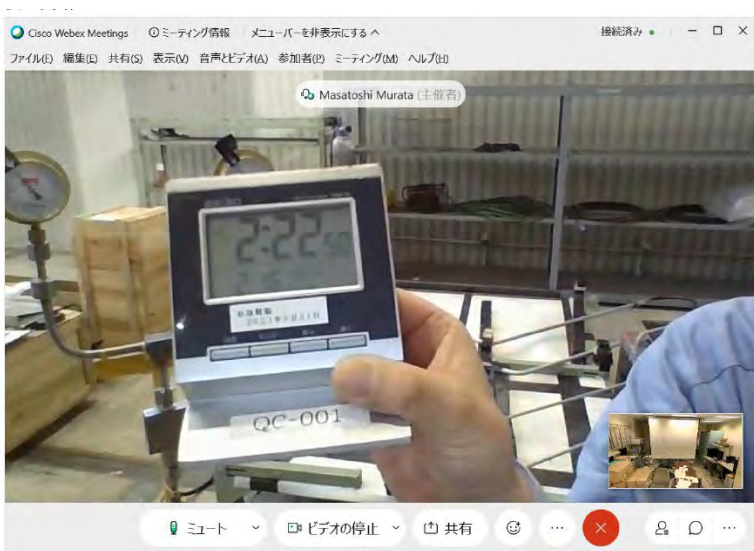 Cisco Webex Meetings ミーティング情報 メニューバーを非表示にする 接続済み
ファイル(F) 編集(E) 共有(S) 表示(V) 音声とビデオ(A) 参加者(P) ミーティング(M) ヘルプ(H)
Masatoshi Murata (主催者)
2:22 50
QC-001
ミュート ビデオの停止 共有